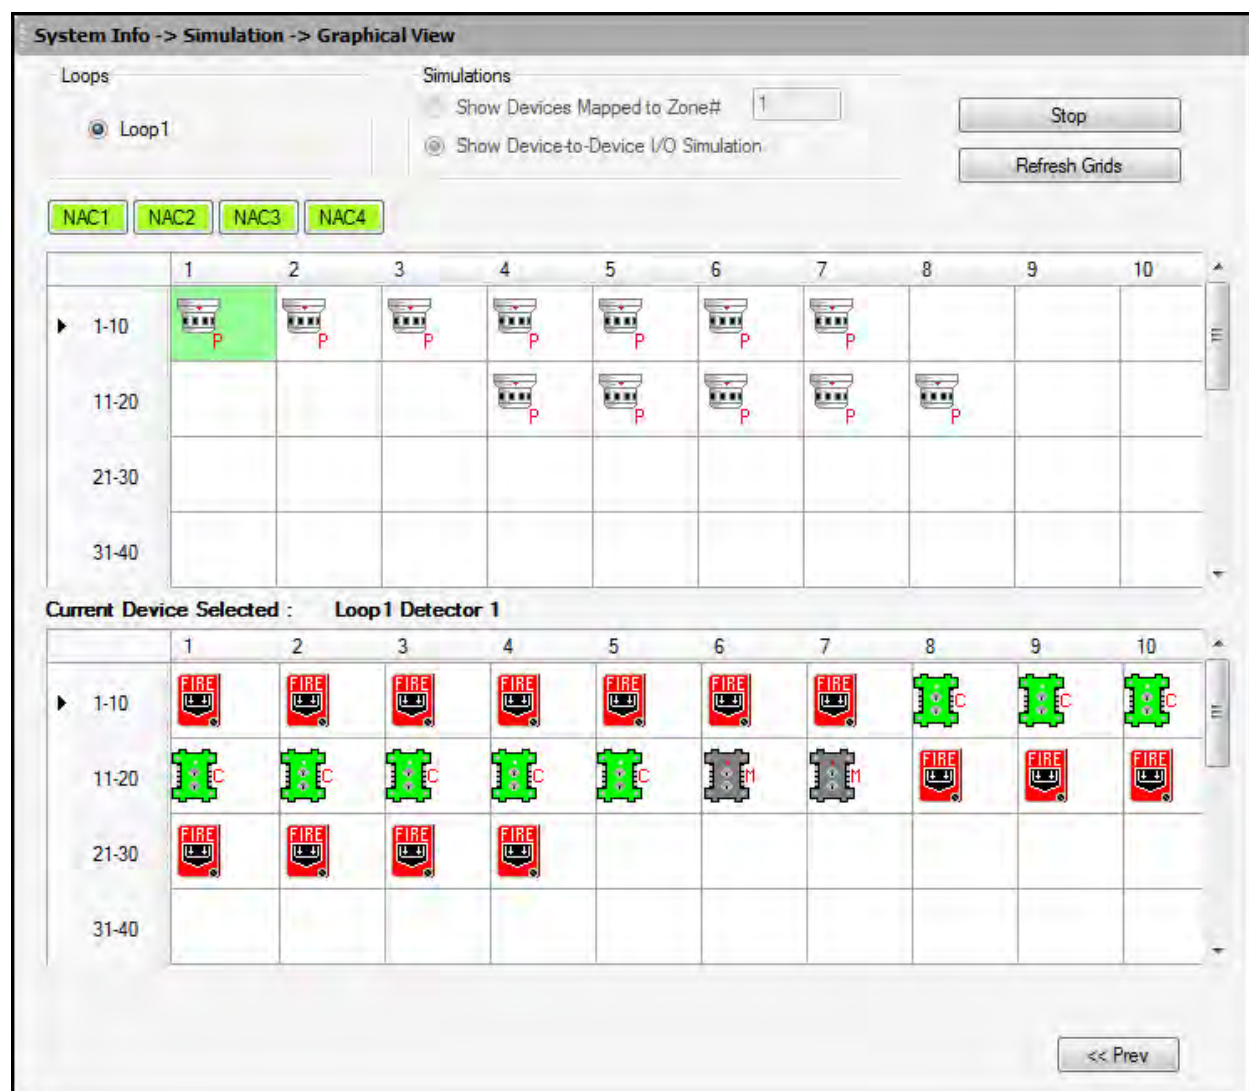 System Info -> Simulation -> Graphical View
Loops
Simulations
Show Devices Mapped to Zone# 1
Stop
Loop1
Show Device-to-Device I/O Simulation
Refresh Grids
NAC1 NAC2 NAC3 NAC4
1 2 3 4 5 6 7 8 9 10
1-10 P P P P P P P
11-20 P P P P P
21-30
31-40
Current Device Selected : Loop1 Detector 1
1 2 3 4 5 6 7 8 9 10
1-10 FIRE FIRE FIRE FIRE FIRE FIRE FIRE C C C
11-20 C C C C C M M FIRE FIRE FIRE
21-30 FIRE FIRE FIRE FIRE
31-40
<< Prev